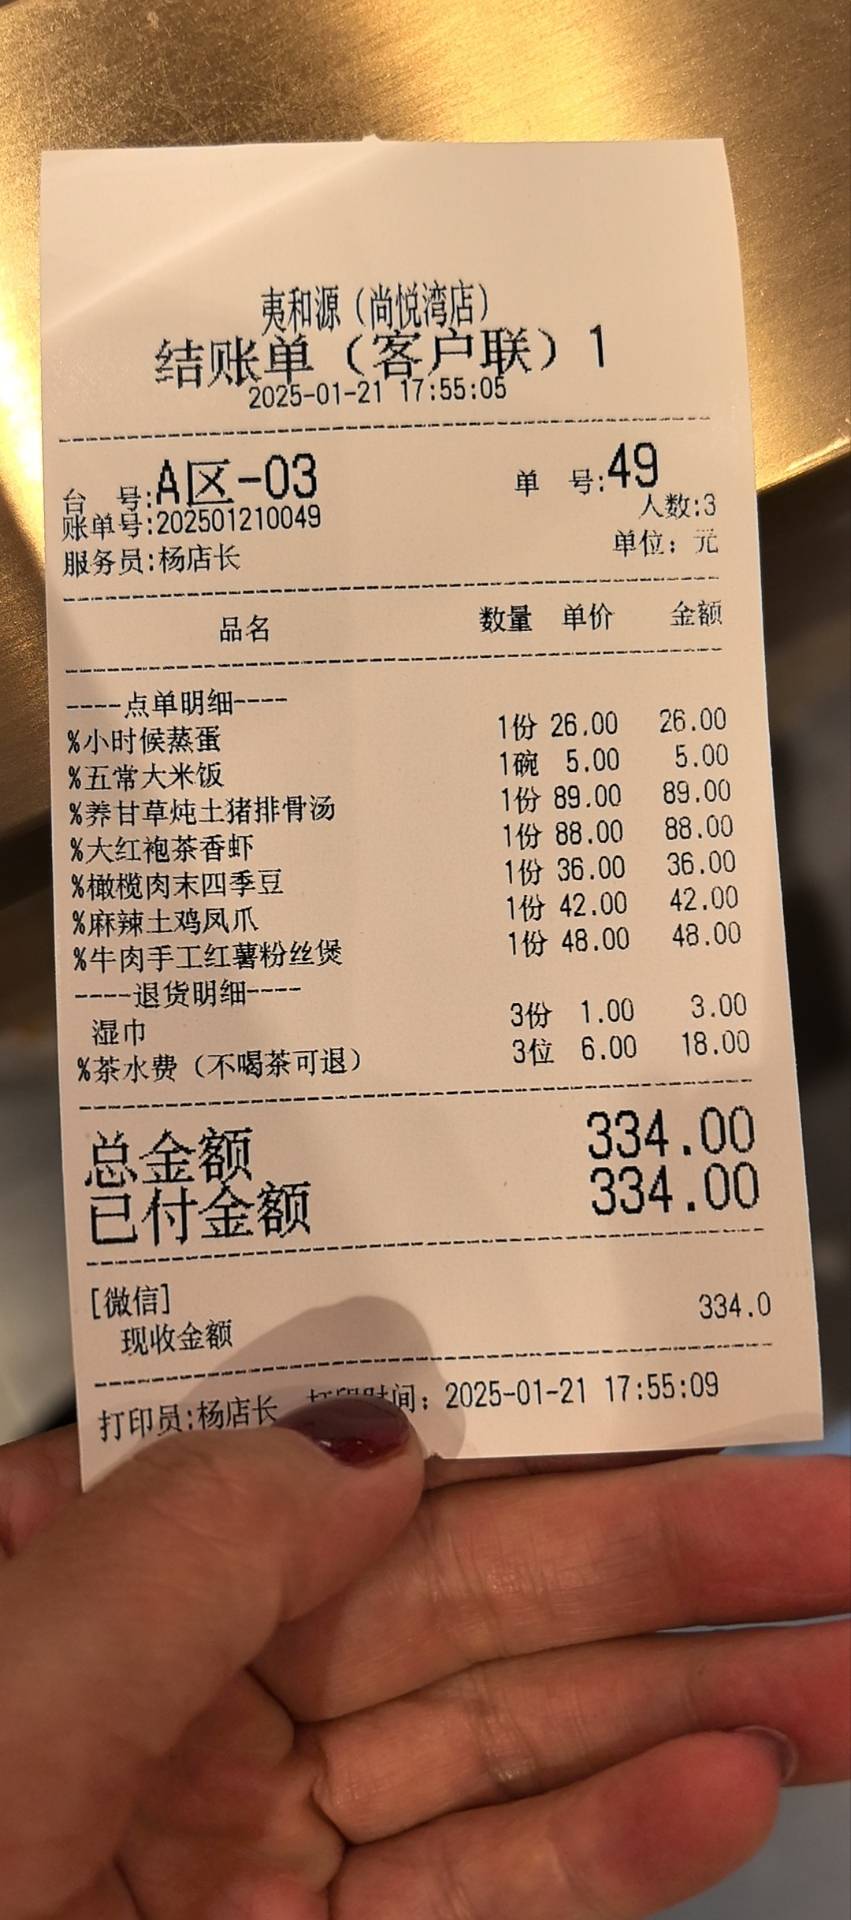 夷和源（尚悦湾店）
结账单（客户联）1
2025-01-21 17:55:05
台 号:A区-03 单 号:49
账单号:202501210049 人数:3
服务员:杨店长 单位：元
品名 数量 单价 金额
----点单明细----
%小时候蒸蛋 1份 26.00 26.00
%五常大米饭 1碗 5.00 5.00
%养甘草炖土猪排骨汤 1份 89.00 89.00
%大红袍茶香虾 1份 88.00 88.00
%橄榄肉末四季豆 1份 36.00 36.00
%麻辣土鸡凤爪 1份 42.00 42.00
%牛肉手工红薯粉丝煲 1份 48.00 48.00
----退货明细----
湿巾 3份 1.00 3.00
%茶水费（不喝茶可退） 3位 6.00 18.00
总金额 334.00
已付金额 334.00
[微信]
现收金额 334.0
打印员:杨店长 打印时间：2025-01-21 17:55:09